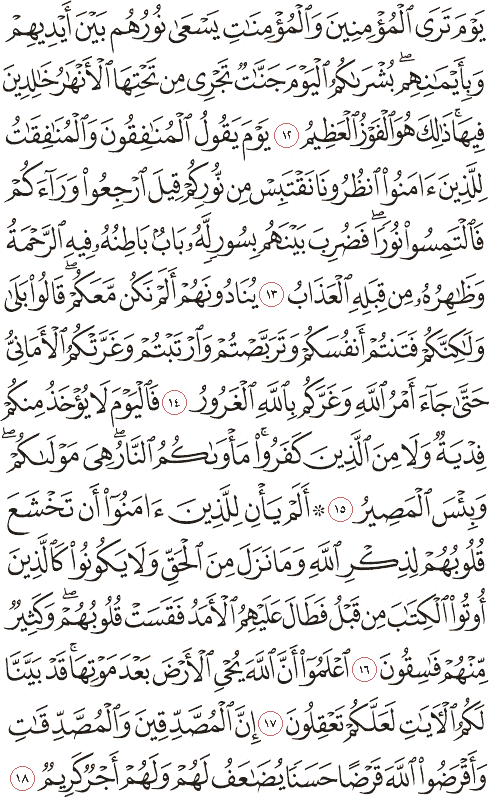 يَوۡمَ تَرَى ٱلۡمُؤۡمِنِينَ وَٱلۡمُؤۡمِنَٰتِ يَسۡعَىٰ نُورُهُم بَيۡنَ أَيۡدِيهِمۡ
وَبِأَيۡمَٰنِهِمۖ بُشۡرَىٰكُمُ ٱلۡيَوۡمَ جَنَّٰتٞ تَجۡرِي مِن تَحۡتِهَا ٱلۡأَنۡهَٰرُ خَٰلِدِينَ
فِيهَاۚ ذَٰلِكَ هُوَ ٱلۡفَوۡزُ ٱلۡعَظِيمُ ١٢ يَوۡمَ يَقُولُ ٱلۡمُنَٰفِقُونَ وَٱلۡمُنَٰفِقَٰتُ
لِلَّذِينَ ءَامَنُواْ ٱنظُرُونَا نَقۡتَبِسۡ مِن نُّورِكُمۡ قِيلَ ٱرۡجِعُواْ وَرَآءَكُمۡ
فَٱلۡتَمِسُواْ نُورٗاۖ فَضُرِبَ بَيۡنَهُم بِسُورٖ لَّهُۥ بَابُۢ بَاطِنُهُۥ فِيهِ ٱلرَّحۡمَةُ
وَظَٰهِرُهُۥ مِن قِبَلِهِ ٱلۡعَذَابُ ١٣ يُنَادُونَهُمۡ أَلَمۡ نَكُن مَّعَكُمۡۖ قَالُواْ بَلَىٰ
وَلَٰكِنَّكُمۡ فَتَنتُمۡ أَنفُسَكُمۡ وَتَرَبَّصۡتُمۡ وَٱرۡتَبۡتُمۡ وَغَرَّتۡكُمُ ٱلۡأَمَانِيُّ
حَتَّىٰ جَآءَ أَمۡرُ ٱللَّهِ وَغَرَّكُم بِٱللَّهِ ٱلۡغَرُورُ ١٤ فَٱلۡيَوۡمَ لَا يُؤۡخَذُ مِنكُمۡ
فِدۡيَةٞ وَلَا مِنَ ٱلَّذِينَ كَفَرُواْۚ مَأۡوَىٰكُمُ ٱلنَّارُۖ هِيَ مَوۡلَىٰكُمۡۖ
وَبِئۡسَ ٱلۡمَصِيرُ ١٥ ۞ أَلَمۡ يَأۡنِ لِلَّذِينَ ءَامَنُوٓاْ أَن تَخۡشَعَ
قُلُوبُهُمۡ لِذِكۡرِ ٱللَّهِ وَمَا نَزَلَ مِنَ ٱلۡحَقِّ وَلَا يَكُونُواْ كَٱلَّذِينَ
أُوتُواْ ٱلۡكِتَٰبَ مِن قَبۡلُ فَطَالَ عَلَيۡهِمُ ٱلۡأَمَدُ فَقَسَتۡ قُلُوبُهُمۡۖ وَكَثِيرٞ
مِّنۡهُمۡ فَٰسِقُونَ ١٦ ٱعۡلَمُوٓاْ أَنَّ ٱللَّهَ يُحۡيِ ٱلۡأَرۡضَ بَعۡدَ مَوۡتِهَاۚ قَدۡ بَيَّنَّا
لَكُمُ ٱلۡأٓيَٰتِ لَعَلَّكُمۡ تَعۡقِلُونَ ١٧ إِنَّ ٱلۡمُصَّدِّقِينَ وَٱلۡمُصَّدِّقَٰتِ
وَأَقۡرَضُواْ ٱللَّهَ قَرۡضًا حَسَنٗا يُضَٰعَفُ لَهُمۡ وَلَهُمۡ أَجۡرٞ كَرِيمٞ ١٨